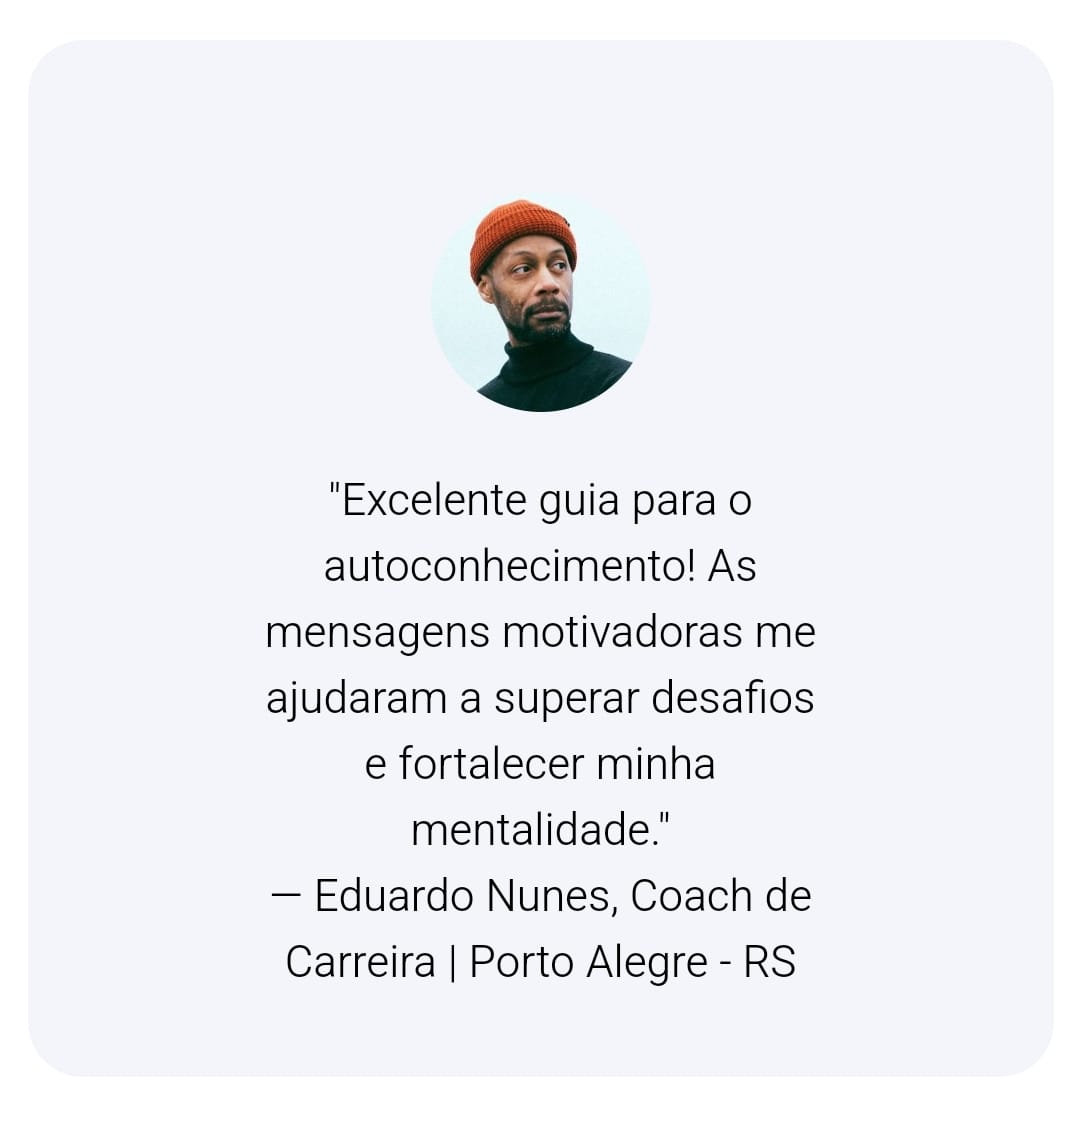 "Excelente guia para o
autoconhecimento! As
mensagens motivadoras me
ajudaram a superar desafios
e fortalecer minha
mentalidade."
— Eduardo Nunes, Coach de
Carreira | Porto Alegre - RS